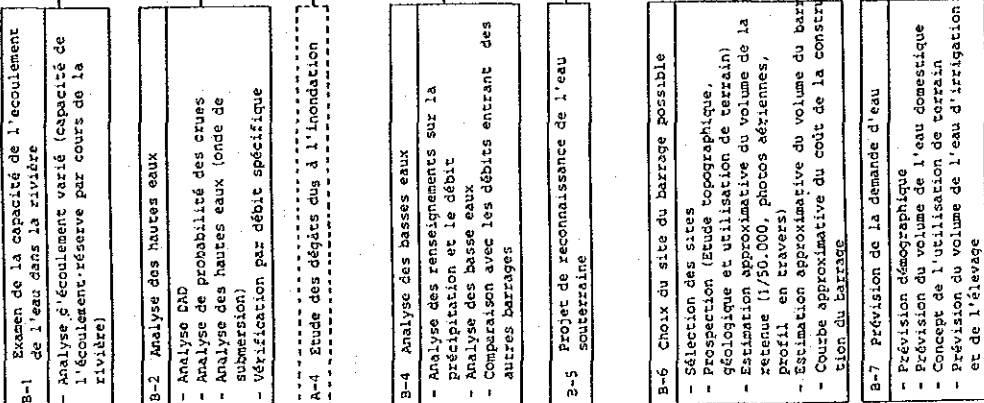 B-1 Examen de la capacité de l'ecoulement
de l'eau dans la rivière
- Analyse d'écoulement varié (capacité de
l'écoulement réserve par cours de la
rivière)
B-2 Analyse des hautes eaux
- Analyse DAD
- Analyse de probabilité des crues
- Analyse des hautes eaux (onde de
submersion)
- Vérification par débit spécifique
A-4 Etude des dégâts dus à l'inondation
B-4 Analyse des basses eaux
- Analyse des renseignements sur la
précipitation et le débit
- Analyse des basse eaux
- Comparaison avec les débits entrant des
autres barrages
B-5 Projet de reconnaissance de l'eau
souterraine
B-6 Choix du site du barrage possible
- Sélection des sites
- Prospection (Etude topographique,
géologique et utilisation de terrain)
- Estimation approximative du volume de la
retenue (1/50.000, photos aériennes,
profil en travers)
- Estimation approximative du volume du barr
- Courbe approximative du coût de la constru
tion du barrage
B-7 Prévision de la demande d'eau
- Prévision démographique
- Prévision du volume de l'eau domestique
- Concept de l'utilisation de terrain
- Prévision du volume de l'eau d'irrigation
et de l'élevage